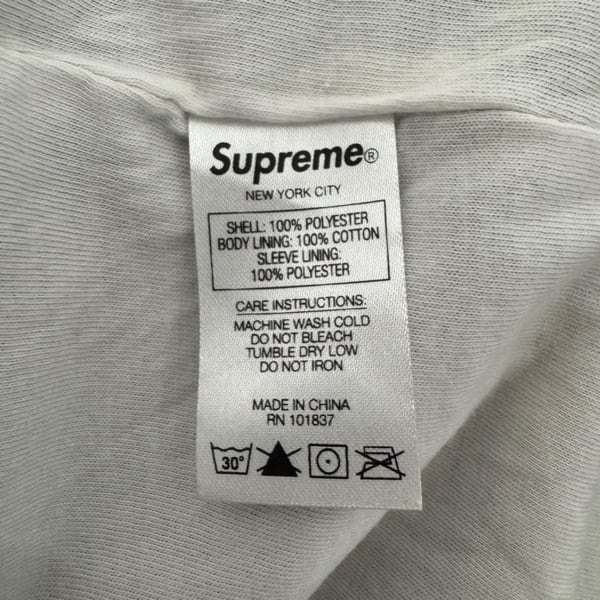 Supreme®
NEW YORK CITY
SHELL: 100% POLYESTER
BODY LINING: 100% COTTON
SLEEVE LINING:
100% POLYESTER
CARE INSTRUCTIONS:
MACHINE WASH COLD
DO NOT BLEACH
TUMBLE DRY LOW
DO NOT IRON
MADE IN CHINA
RN 101837
30°